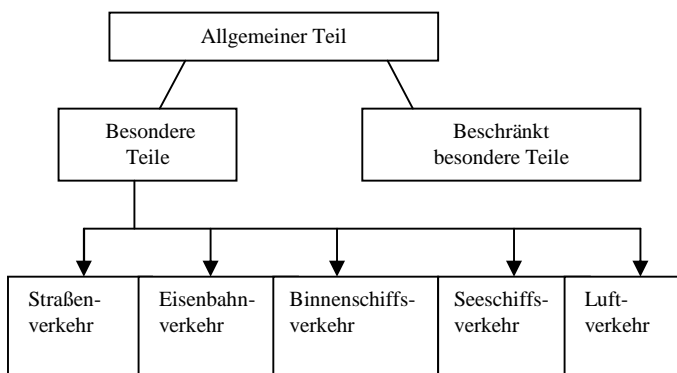 Allgemeiner Teil
Besondere
Teile
Beschränkt
besondere Teile
Straßen-
verkehr
Eisenbahn-
verkehr
Binnenschiffs-
verkehr
Seeschiffs-
verkehr
Luft-
verkehr